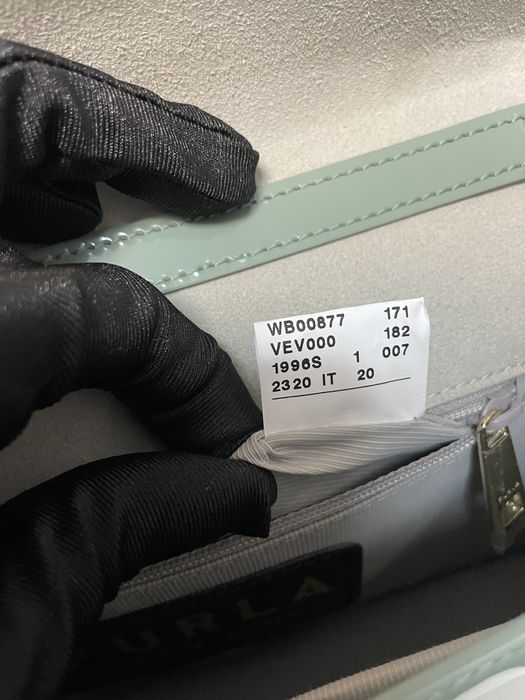 WB00877 171
VEV000 182
1996S 1 007
2320 IT 20
URLA